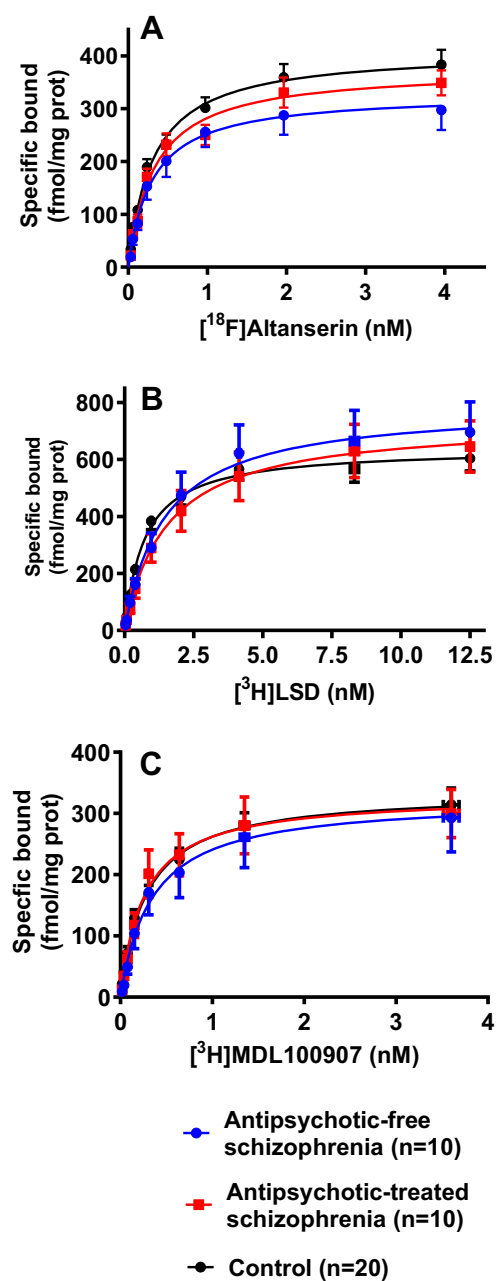 A
Specific bound
(fmol/mg prot)
400
300
200
100
0
0 1 2 3 4
[¹⁸F]Altanserin (nM)
B
Specific bound
(fmol/mg prot)
800
600
400
200
0
0.0 2.5 5.0 7.5 10.0 12.5
[³H]LSD (nM)
C
Specfic bound
(fmol/mg prot)
400
300
200
100
0
0 1 2 3 4
[³H]MDL100907 (nM)
Antipsychotic-free
schizophrenia (n=10)
Antipsychotic-treated
schizophrenia (n=10)
Control (n=20)